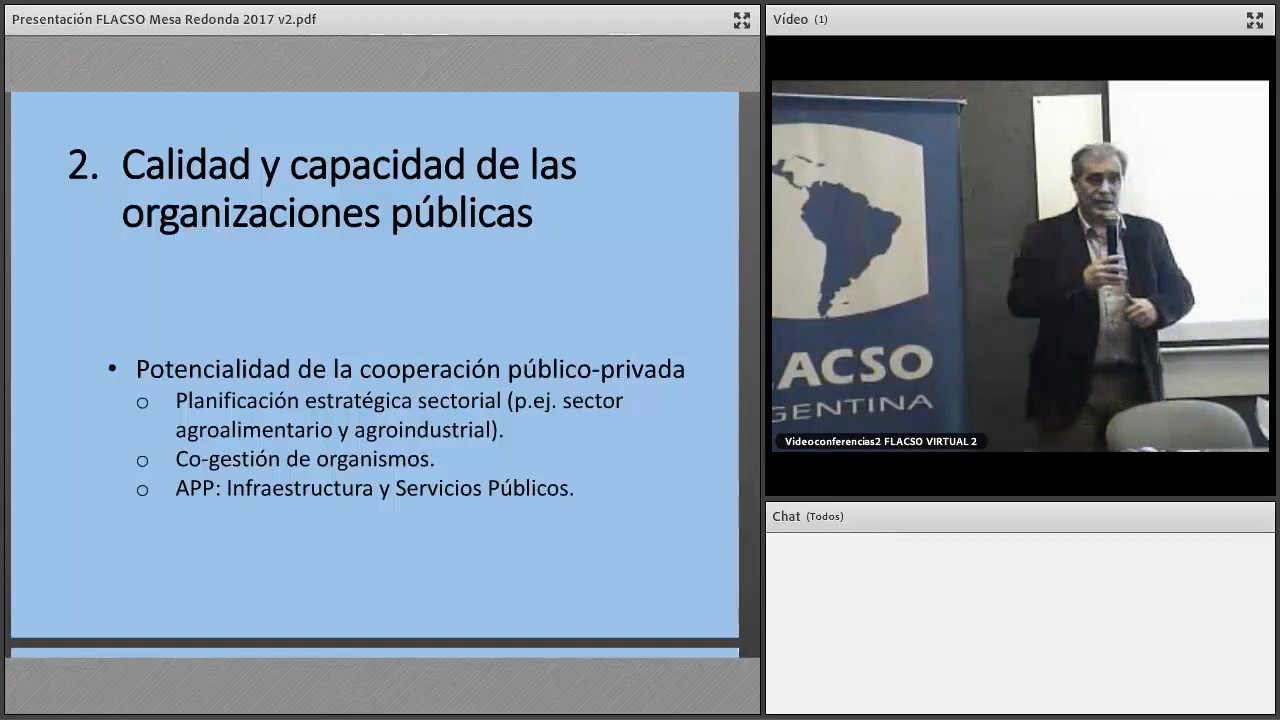 Presentación FLACSO Mesa Redonda 2017 v2.pdf
2. Calidad y capacidad de las
organizaciones públicas
• Potencialidad de la cooperación público-privada
o Planificación estratégica sectorial (p.ej. sector
agroalimentario y agroindustrial).
o Co-gestión de organismos.
o APP: Infraestructura y Servicios Públicos.
Vídeo (1)
LACSO
GENTINA
Videoconferencias2 FLACSO VIRTUAL 2
Chat (Todos)